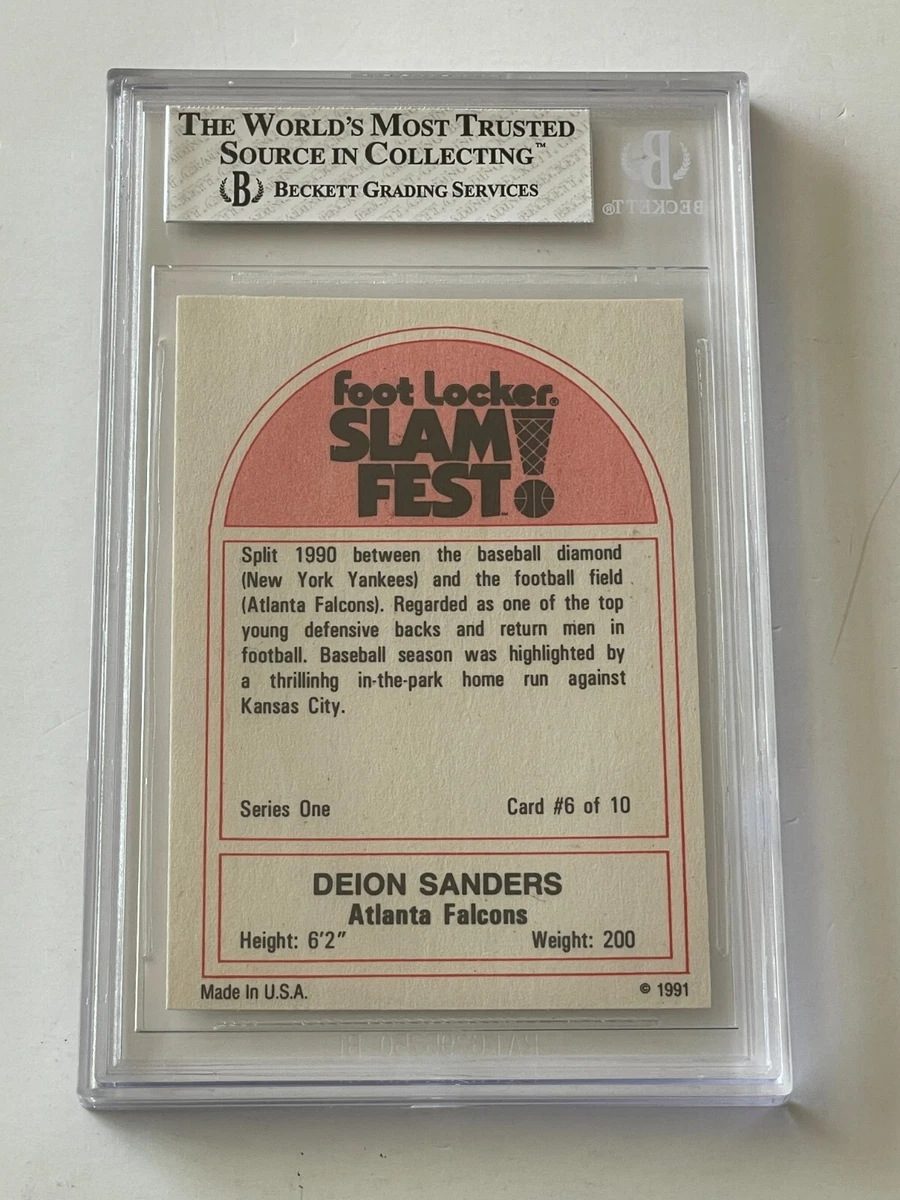 THE WORLD'S MOST TRUSTED
SOURCE IN COLLECTING™
B BECKETT GRADING SERVICES
B
BECKETT®
foot Locker®
SLAM!
FEST™
Split 1990 between the baseball diamond
(New York Yankees) and the football field
(Atlanta Falcons). Regarded as one of the top
young defensive backs and return men in
football. Baseball season was highlighted by
a thrillinhg in-the-park home run against
Kansas City.
Series One Card #6 of 10
DEION SANDERS
Atlanta Falcons
Height: 6'2" Weight: 200
Made In U.S.A. © 1991